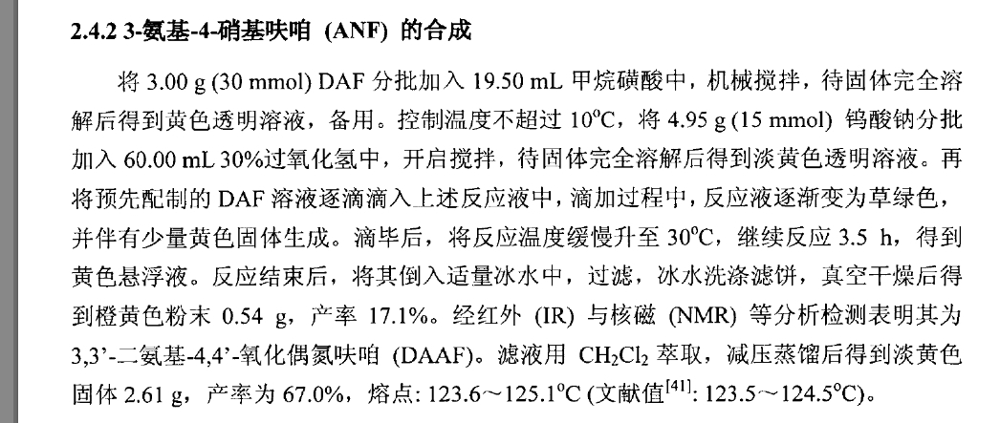 2.4.2 3-氨基-4-硝基呋咱 (ANF) 的合成
将 3.00 g (30 mmol) DAF 分批加入 19.50 mL 甲烷磺酸中，机械搅拌，待固体完全溶
解后得到黄色透明溶液，备用。控制温度不超过 10⁰C，将 4.95 g (15 mmol) 钨酸钠分批
加入 60.00 mL 30%过氧化氢中，开启搅拌，待固体完全溶解后得到淡黄色透明溶液。再
将预先配制的 DAF 溶液逐滴滴入上述反应液中，滴加过程中，反应液逐渐变为草绿色，
并伴有少量黄色固体生成。滴毕后，将反应温度缓慢升至 30⁰C，继续反应 3.5 h，得到
黄色悬浮液。反应结束后，将其倒入适量冰水中，过滤，冰水洗涤滤饼，真空干燥后得
到橙黄色粉末 0.54 g，产率 17.1%。经红外 (IR) 与核磁 (NMR) 等分析检测表明其为
3,3’-二氨基-4,4’-氧化偶氮呋咱 (DAAF)。滤液用 CH₂Cl₂ 萃取，减压蒸馏后得到淡黄色
固体 2.61 g，产率为 67.0%，熔点: 123.6～125.1⁰C (文献值[41]: 123.5～124.5⁰C)。